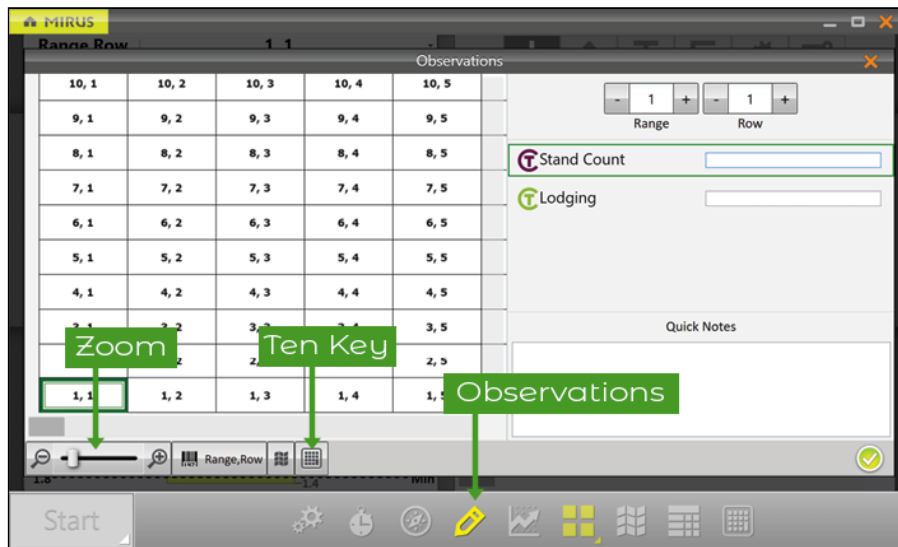 MIRUS
Range Row 1 1
Observations
10, 1 10, 2 10, 3 10, 4 10, 5
- 1 + - 1 +
Range Row
9, 1 9, 2 9, 3 9, 4 9, 5
8, 1 8, 2 8, 3 8, 4 8, 5
Stand Count
7, 1 7, 2 7, 3 7, 4 7, 5
Lodging
6, 1 6, 2 6, 3 6, 4 6, 5
5, 1 5, 2 5, 3 5, 4 5, 5
4, 1 4, 2 4, 3 4, 4 4, 5
3, 5
Quick Notes
Zoom
Ten Key
2, 5
Observations
1, 1 1, 2 1, 3 1, 4
Range,Row
1.8 1.4 Min
Start